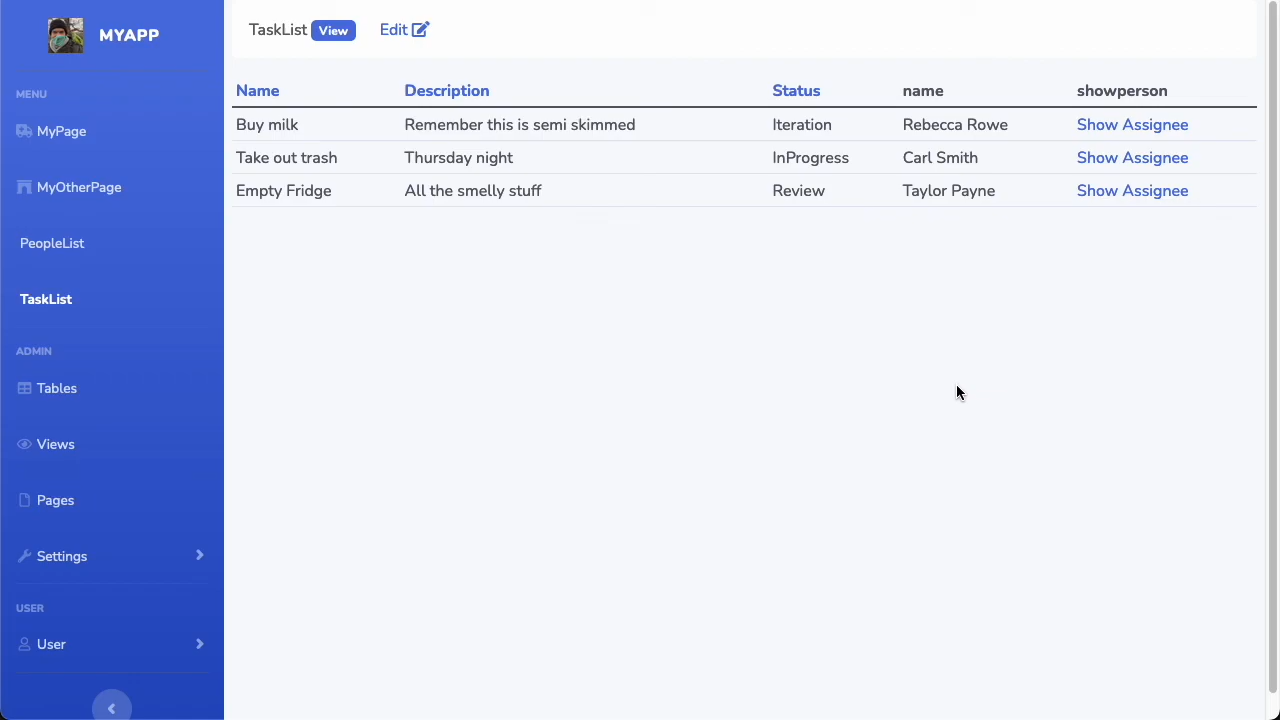 MYAPP
MENU
MyPage
MyOtherPage
PeopleList
TaskList
ADMIN
Tables
Views
Pages
Settings
USER
User
TaskList View Edit
Name Description Status name showperson
Buy milk Remember this is semi skimmed Iteration Rebecca Rowe Show Assignee
Take out trash Thursday night InProgress Carl Smith Show Assignee
Empty Fridge All the smelly stuff Review Taylor Payne Show Assignee